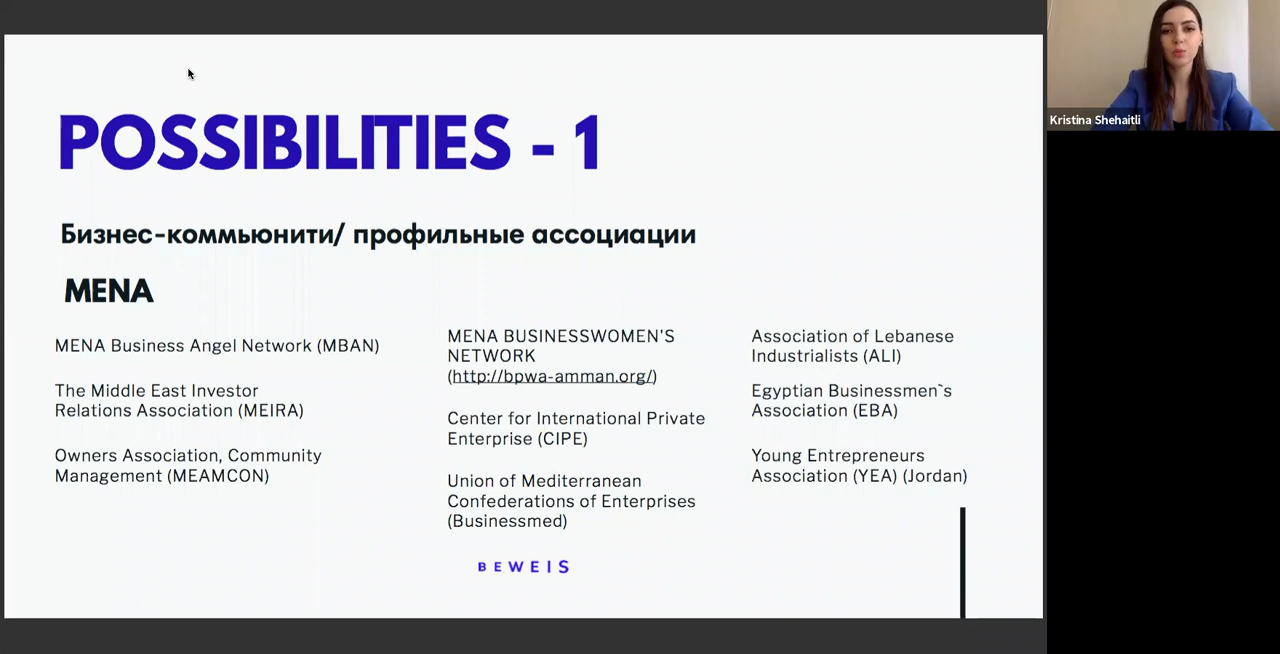 POSSIBILITIES - 1
Бизнес-коммьюнити/ профильные ассоциации
MENA
MENA Business Angel Network (MBAN)
The Middle East Investor
Relations Association (MEIRA)
Owners Association, Community
Management (MEAMCON)
MENA BUSINESSWOMEN'S
NETWORK
(http://bpwa-amman.org/)
Center for International Private
Enterprise (CIPE)
Union of Mediterranean
Confederations of Enterprises
(Businessmed)
Association of Lebanese
Industrialists (ALI)
Egyptian Businessmen`s
Association (EBA)
Young Entrepreneurs
Association (YEA) (Jordan)
BEWEIS
Kristina Shehaitli